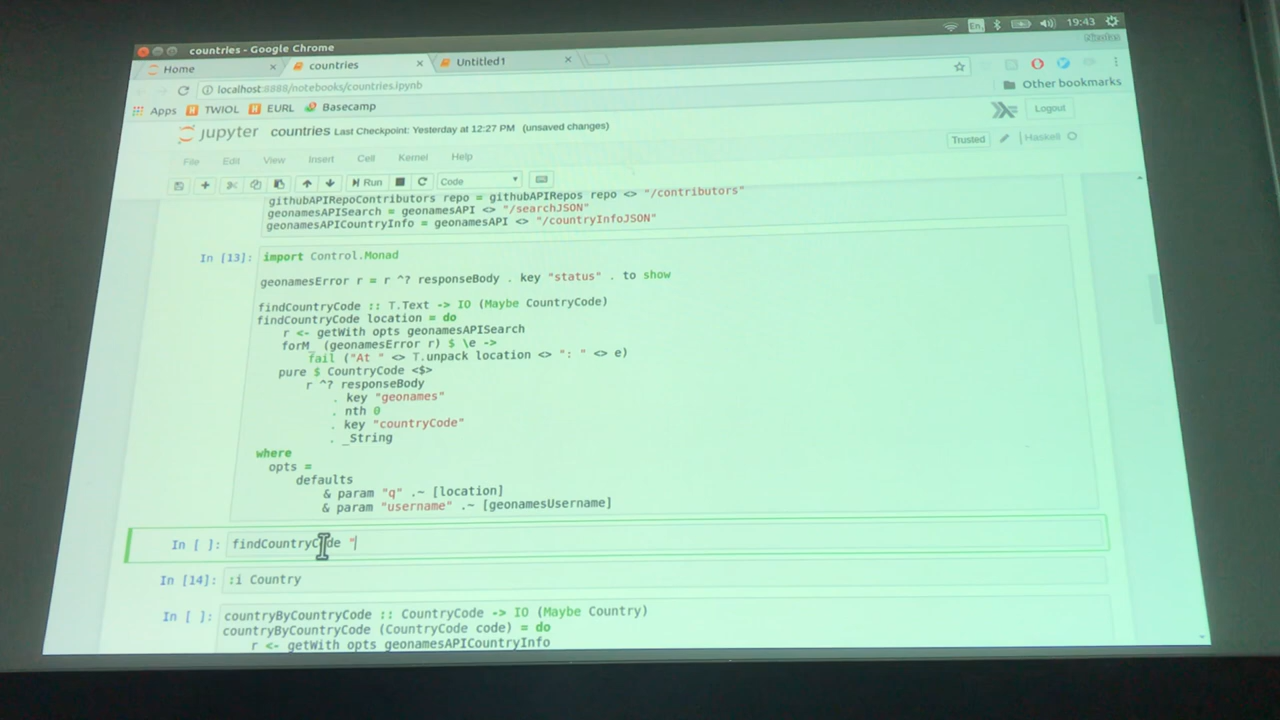 19:43
Nicolas
countries - Google Chrome
Home
countries
Untitled1
localhost:8888/notebooks/countries.ipynb
Apps TWIOL EURL Basecamp Other bookmarks
jupyter countries Last Checkpoint: Yesterday at 12:27 PM (unsaved changes) Logout
File Edit View Insert Cell Kernel Help Trusted Haskell
Run Code
githubAPIRepoContributors repo = githubAPIRepos repo <> "/contributors"
geonamesAPISearch = geonamesAPI <> "/searchJSON"
geonamesAPICountryInfo = geonamesAPI <> "/countryInfoJSON"
In [13]: import Control.Monad
geonamesError r = r ^? responseBody . key "status" . to show
findCountryCode :: T.Text -> IO (Maybe CountryCode)
findCountryCode location = do
r <- getWith opts geonamesAPISearch
forM_ (geonamesError r) $ \e ->
fail ("At " <> T.unpack location <> ": " <> e)
pure $ CountryCode <$>
r ^? responseBody
. key "geonames"
. nth 0
. key "countryCode"
. _String
where
opts =
defaults
& param "q" .~ [location]
& param "username" .~ [geonamesUsername]
In [ ]: findCountryCode "
In [14]: :i Country
In [ ]: countryByCountryCode :: CountryCode -> IO (Maybe Country)
countryByCountryCode (CountryCode code) = do
r <- getWith opts geonamesAPICountryInfo